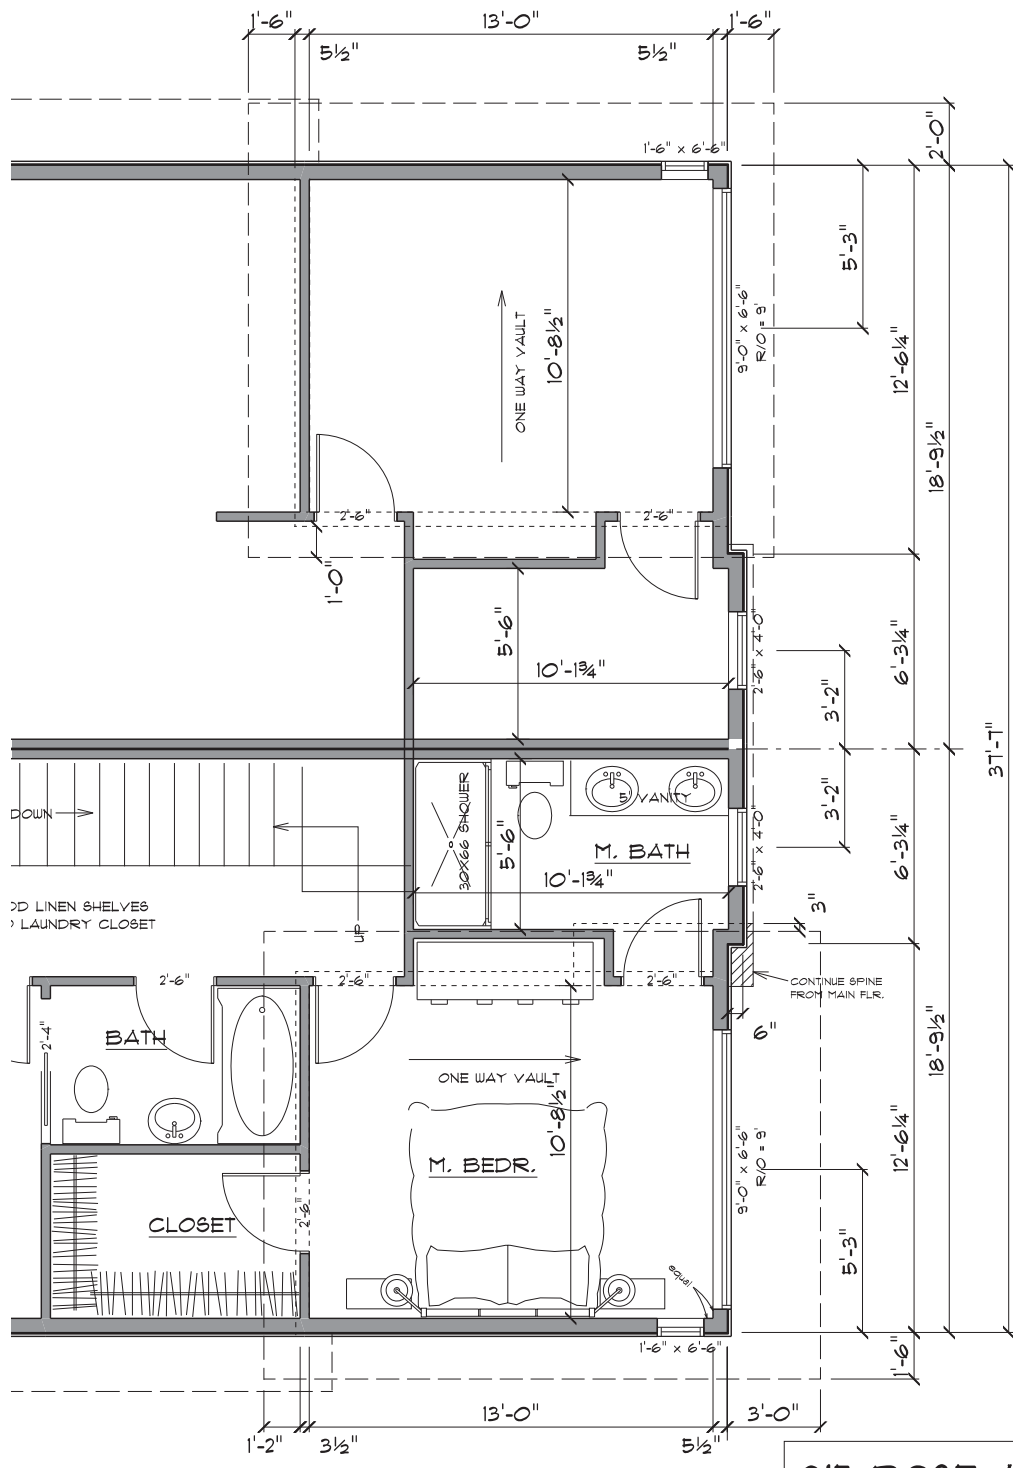 1'-6"
13'-0"
1'-6"
5½"
5½"
2'-0"
1'-6" x 6'-6"
5'-3"
9'-0" x 6'-6"
R/O = 9'
ONE WAY VAULT
10'-8½"
12'-6¼"
18'-9½"
2'-6"
2'-6"
1'-0"
5'-6"
10'-1¾"
2'-6" x 4'-0"
3'-2"
6'-3¼"
37'-7"
DOWN
30X66 SHOWER
5' VANITY
5'-6"
M. BATH
10'-1¾"
2'-6" x 4'-0"
3'-2"
6'-3¼"
OD LINEN SHELVES
LAUNDRY CLOSET
UP
3"
2'-6"
2'-6"
2'-6"
CONTINUE SPINE
FROM MAIN FLR.
6"
2'-4"
BATH
ONE WAY VAULT
10'-8½"
18'-9½"
M. BEDR.
9'-0" x 6'-6"
R/O = 9'
12'-6¼"
CLOSET
2'-6"
5'-3"
equal
1'-6" x 6'-6"
1'-6"
13'-0"
3'-0"
1'-2"
3½"
5½"